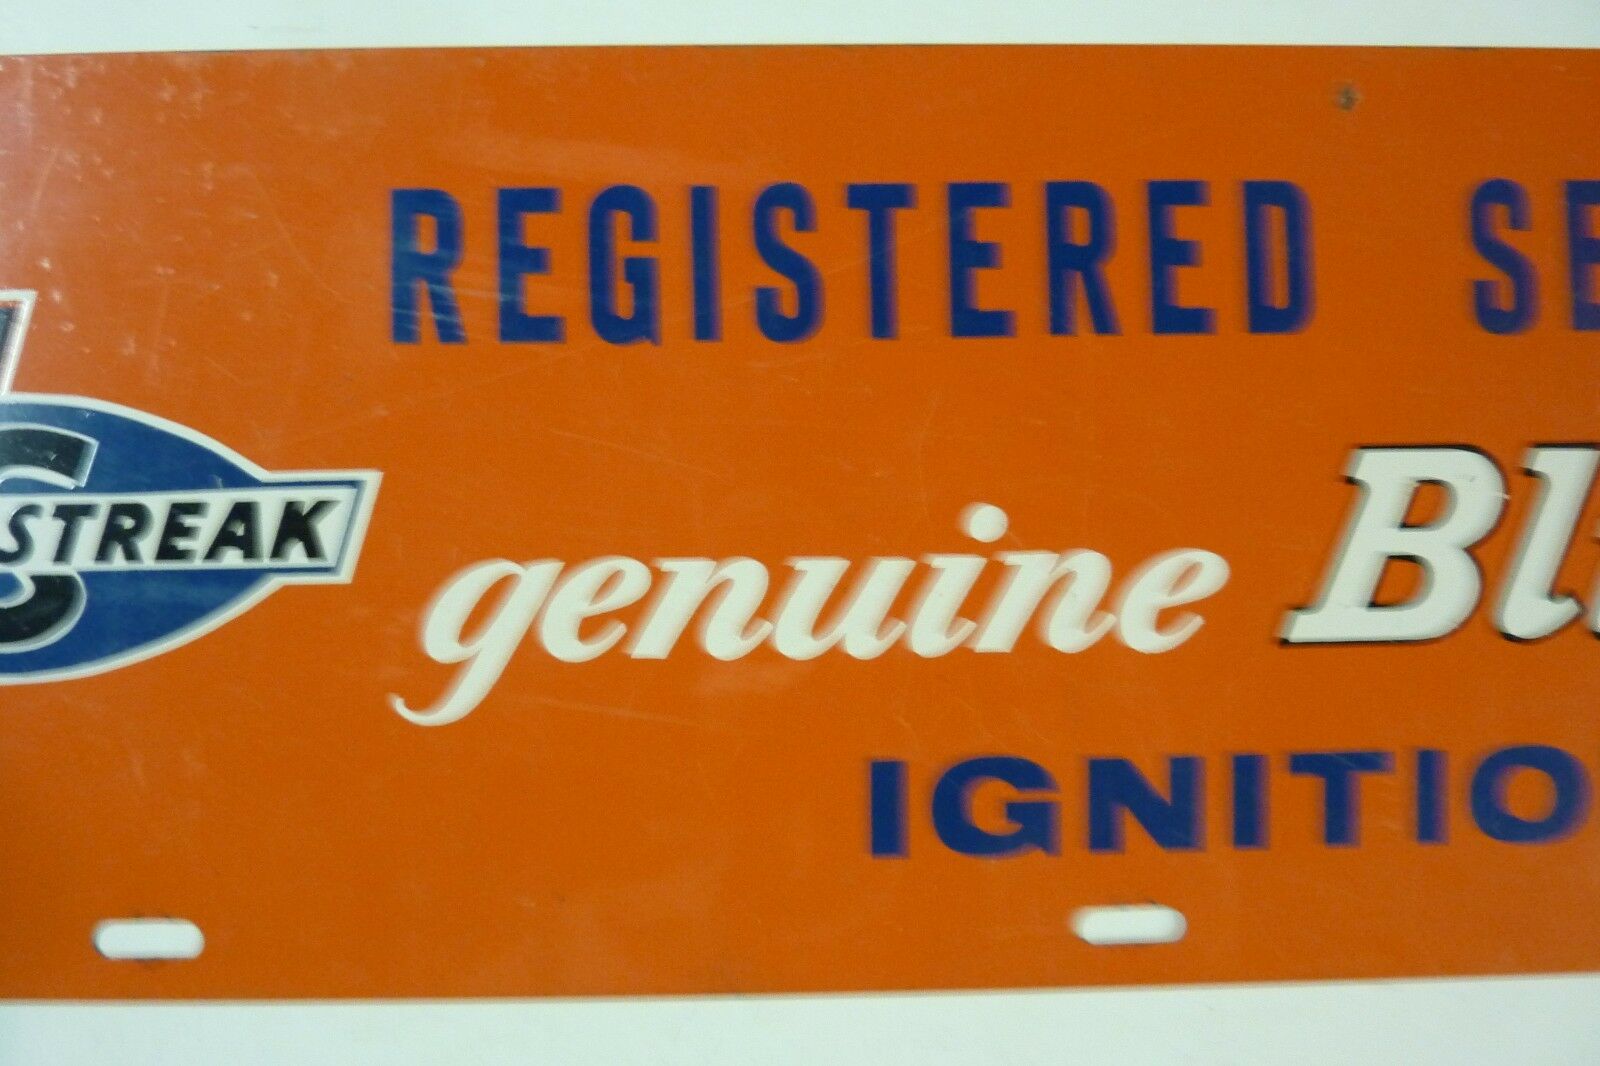 REGISTERED SE
S
STREAK
genuine Bl
IGNITIO